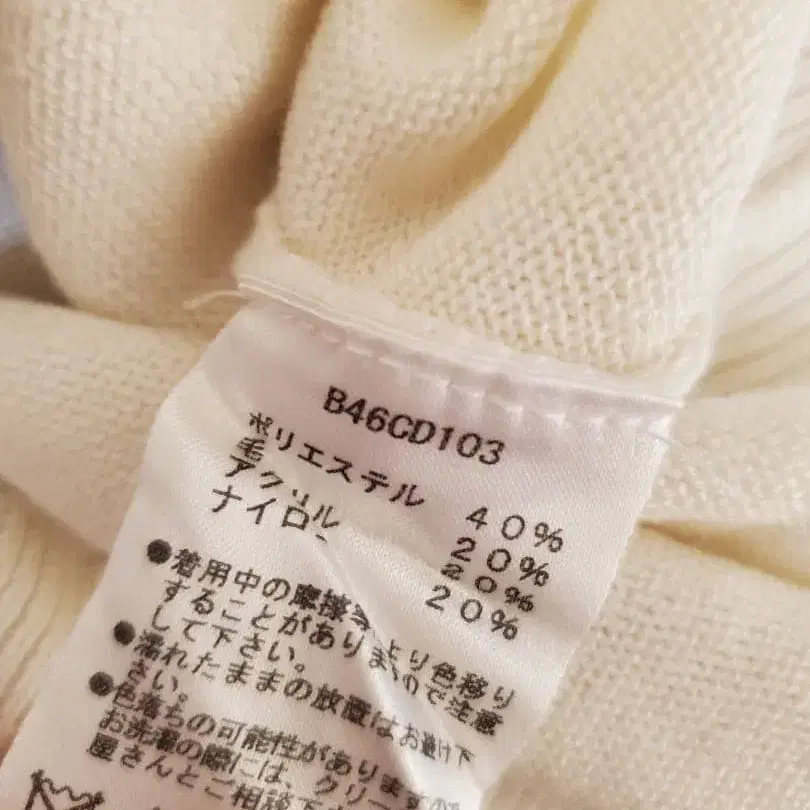 B46CD103
ポリエステル 40%
毛 20%
アクリル 20%
ナイロン 20%
●着用中の摩擦等より色移り
することがありますので注意
して下さい。
●濡れたままの放置はお避け下
さい。
●色落ちの可能性がありますので
お洗濯の際には、クリー
屋さんとご相談下